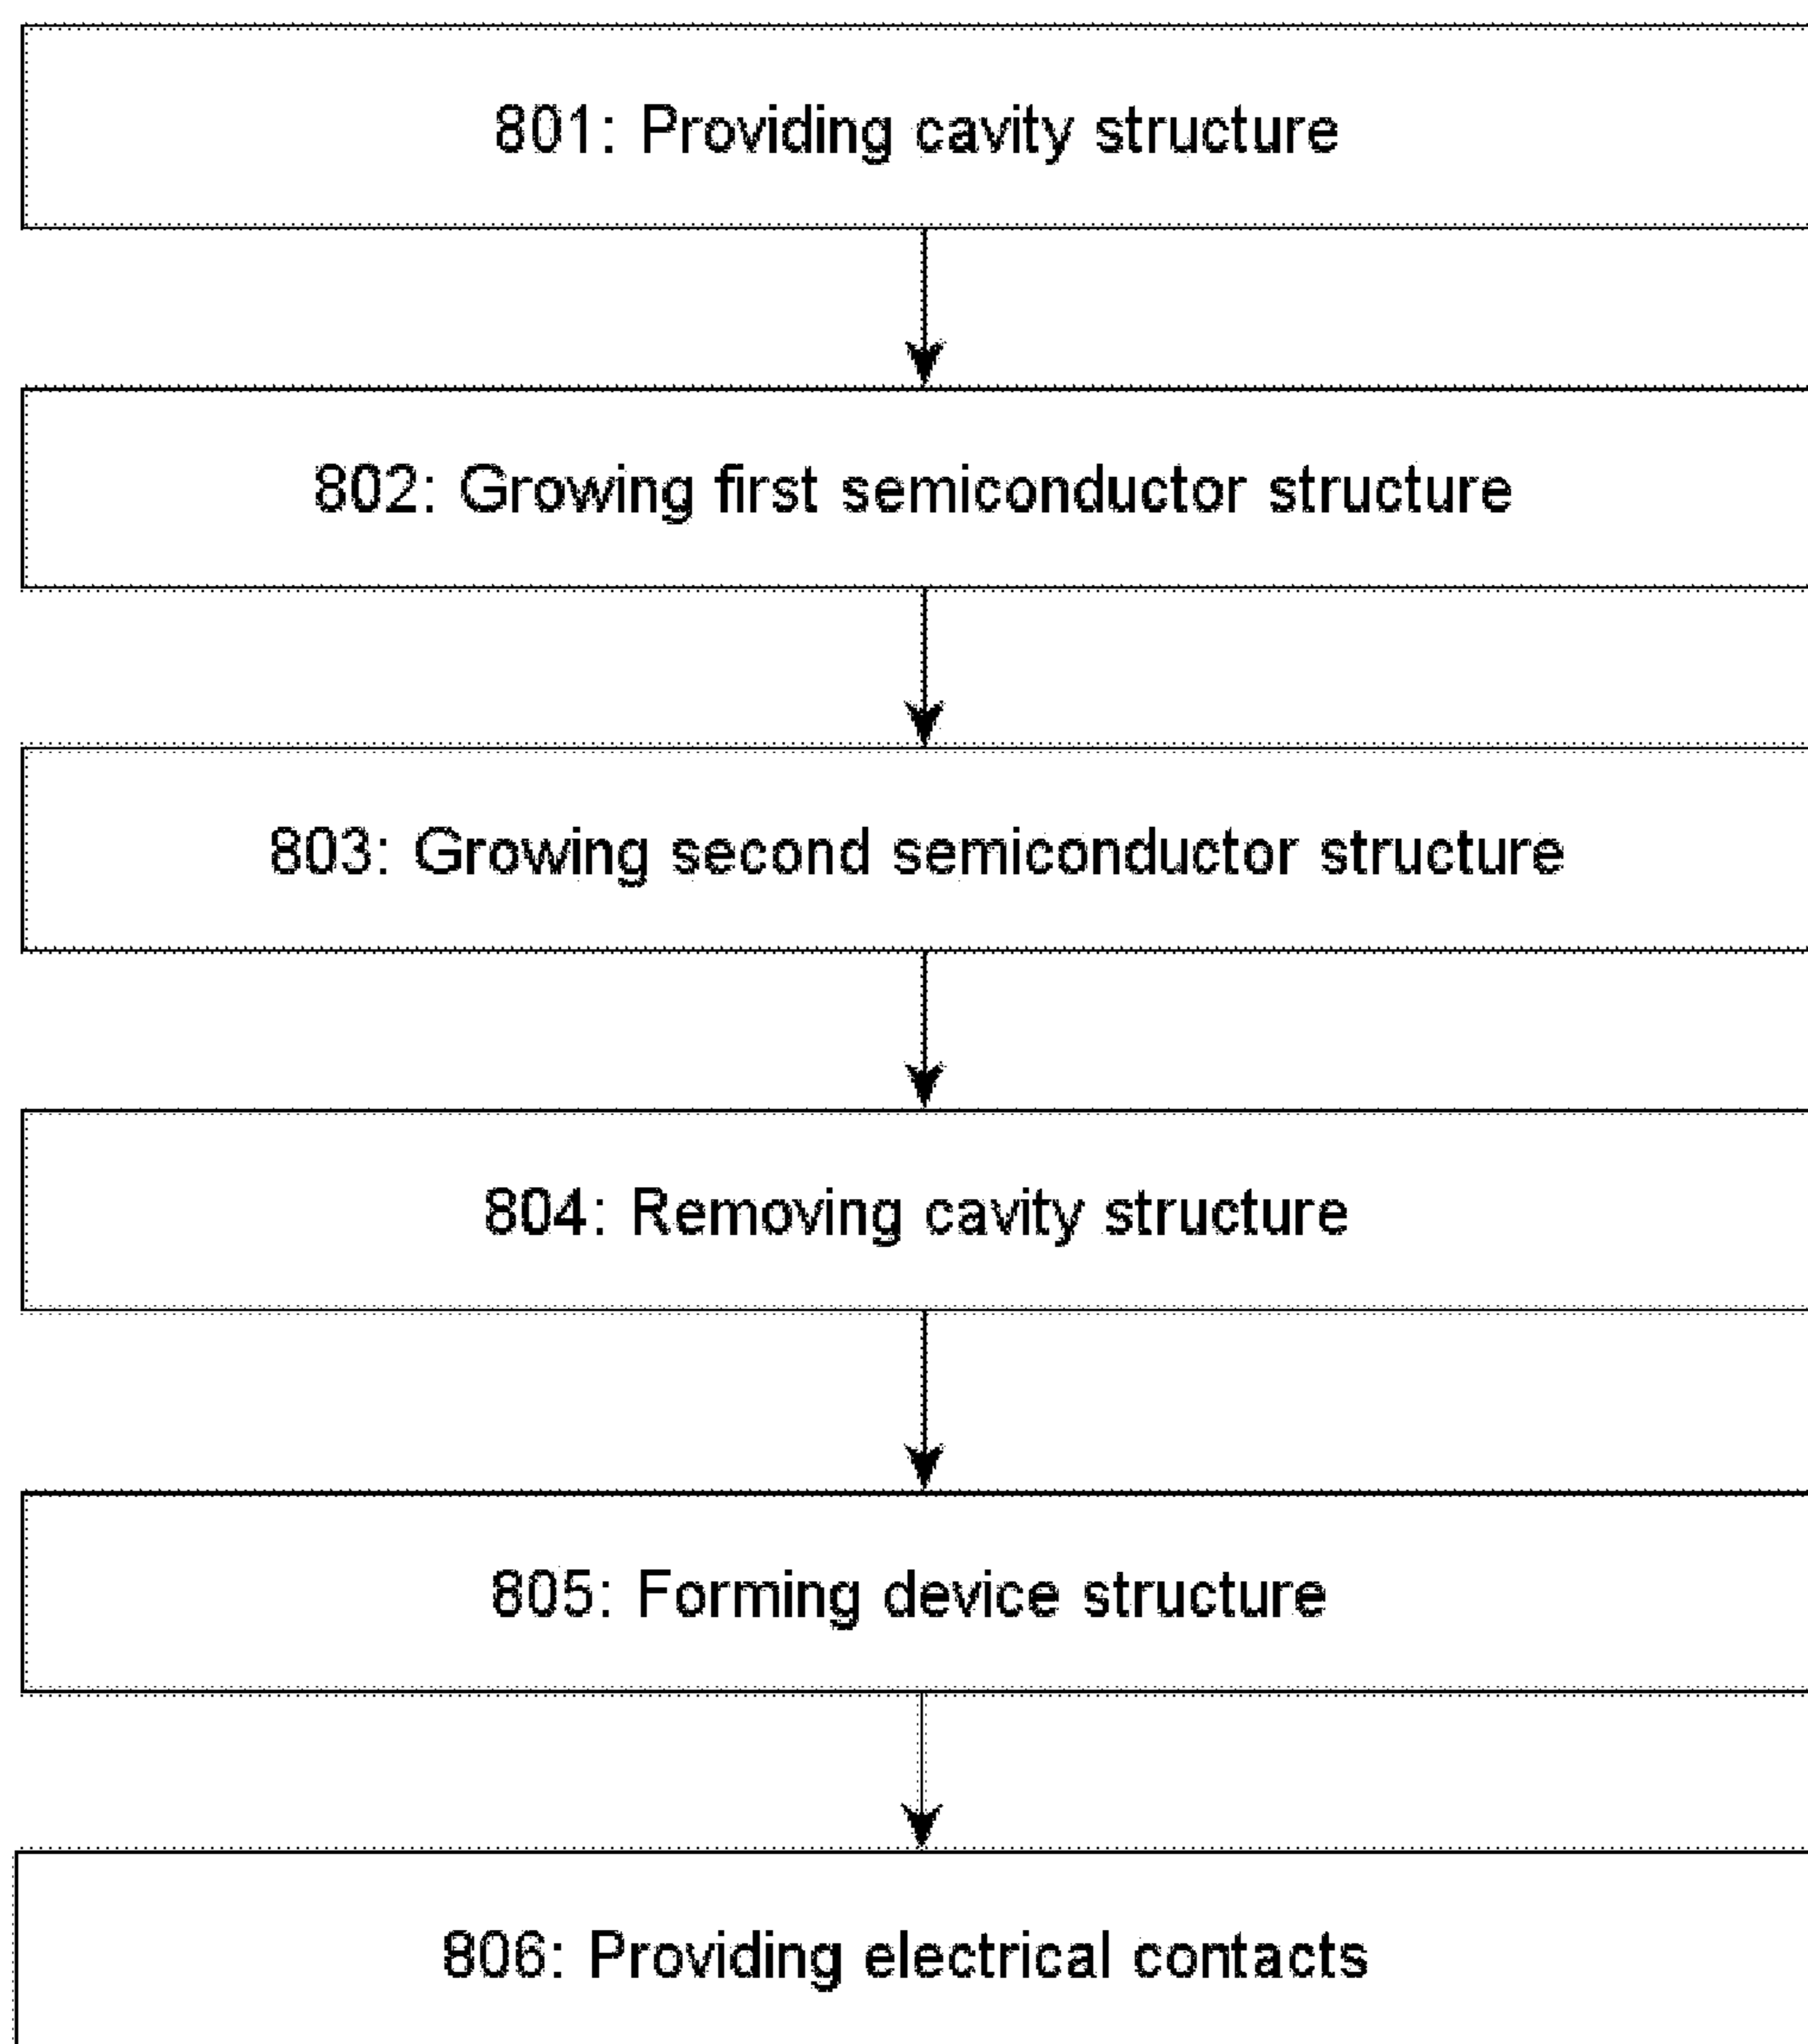 801: Providing cavity structure
802: Growing first semiconductor structure
803: Growing second semiconductor structure
804: Removing cavity structure
805: Forming device structure
806: Providing electrical contacts